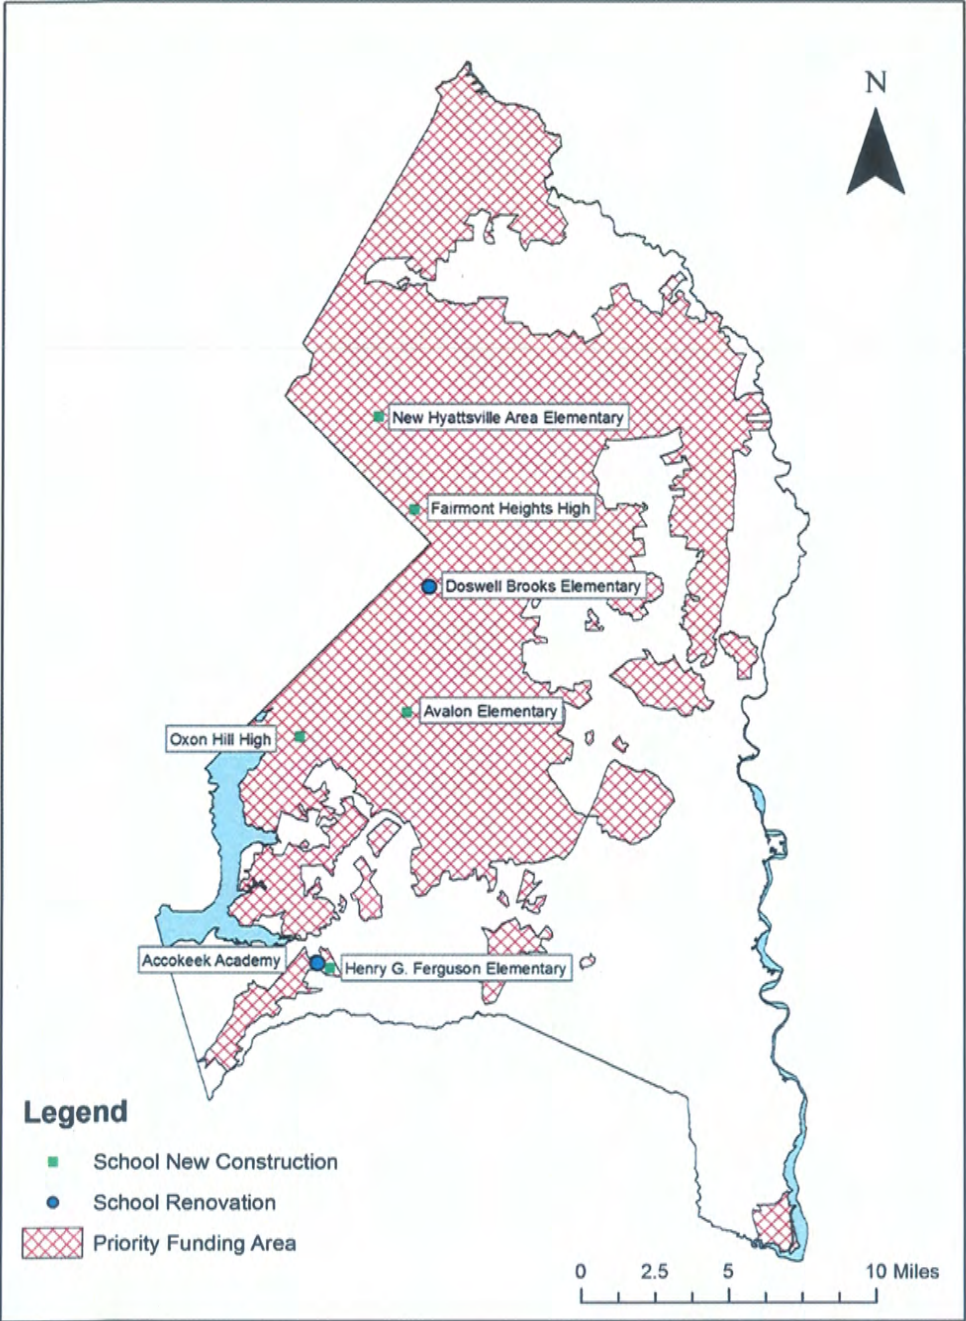 N
New Hyattsville Area Elementary
Fairmont Heights High
Doswell Brooks Elementary
Avalon Elementary
Oxon Hill High
Accokeek Academy
Henry G. Ferguson Elementary
Legend
School New Construction
School Renovation
Priority Funding Area
0 2.5 5 10 Miles